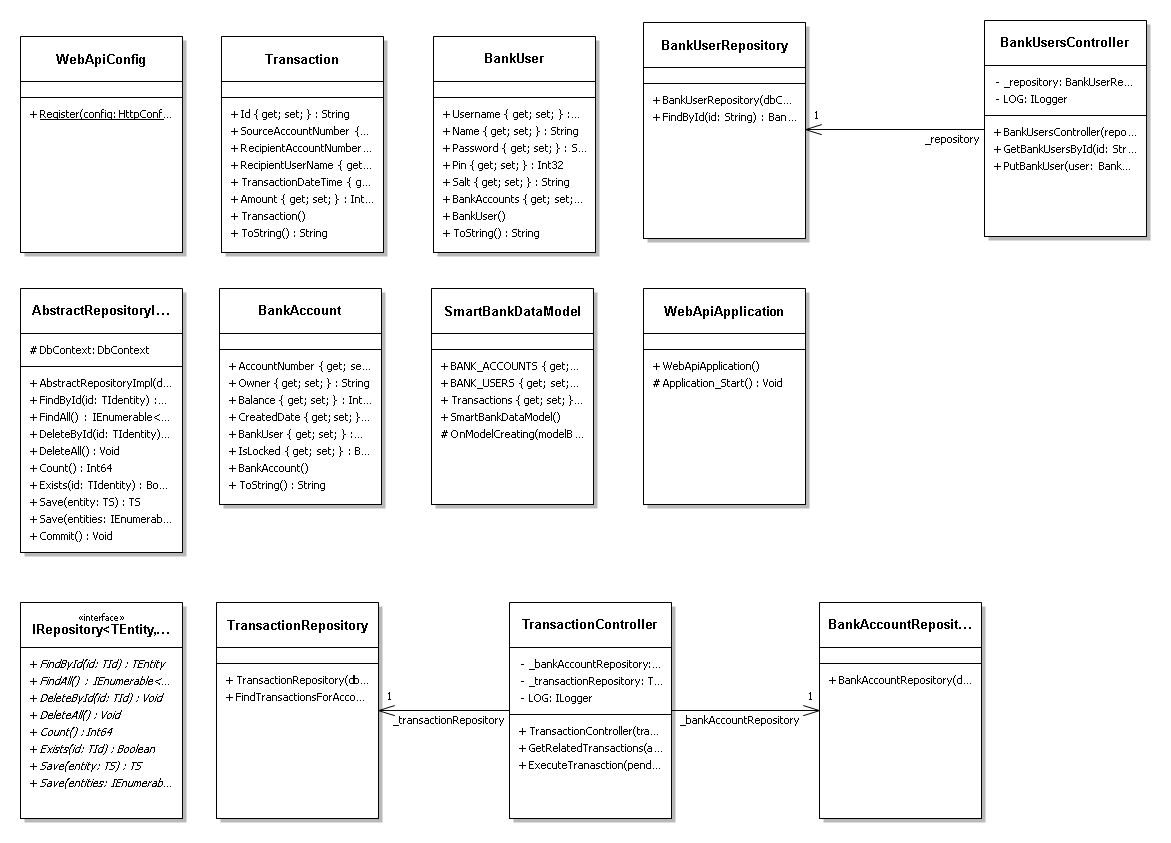 WebApiConfig
+ Register(config: HttpConf...
Transaction
+ Id { get; set; } : String
+ SourceAccountNumber {...
+ RecipientAccountNumber...
+ RecipientUserName { get...
+ TransactionDateTime { g...
+ Amount { get; set; } : Int...
+ Transaction()
+ ToString() : String
BankUser
+ Username { get; set; } :...
+ Name { get; set; } : String
+ Password { get; set; } : S...
+ Pin { get; set; } : Int32
+ Salt { get; set; } : String
+ BankAccounts { get; set;...
+ BankUser()
+ ToString() : String
BankUserRepository
+ BankUserRepository(dbC...
+ FindById(id: String) : Ban...
1
_repository
BankUsersController
- _repository: BankUserRe...
- LOG: ILogger
+ BankUsersController(repo...
+ GetBankUsersById(id: Str...
+ PutBankUser(user: Bank...
AbstractRepositoryI...
# DbContext: DbContext
+ AbstractRepositoryImpl(d...
+ FindById(id: TIdentity) :...
+ FindAll() : IEnumerable<...
+ DeleteById(id: TIdentity)...
+ DeleteAll() : Void
+ Count() : Int64
+ Exists(id: TIdentity) : Boo...
+ Save(entity: TS) : TS
+ Save(entities: IEnumerab...
+ Commit() : Void
BankAccount
+ AccountNumber { get; se...
+ Owner { get; set; } : String
+ Balance { get; set; } : Int...
+ CreatedDate { get; set; }...
+ BankUser { get; set; } :...
+ IsLocked { get; set; } : B...
+ BankAccount()
+ ToString() : String
SmartBankDataModel
+ BANK_ACCOUNTS { get;...
+ BANK_USERS { get; set;...
+ Transactions { get; set; }...
+ SmartBankDataModel()
# OnModelCreating(modelB...
WebApiApplication
+ WebApiApplication()
# Application_Start() : Void
«interface»
IRepository<TEntity,...
+ FindById(id: TId) : TEntity
+ FindAll() : IEnumerable<...
+ DeleteById(id: TId) : Void
+ DeleteAll() : Void
+ Count() : Int64
+ Exists(id: TId) : Boolean
+ Save(entity: TS) : TS
+ Save(entities: IEnumerab...
TransactionRepository
+ TransactionRepository(db...
+ FindTransactionsForAcco...
1
_transactionRepository
TransactionController
- _bankAccountRepository:...
- _transactionRepository: T...
- LOG: ILogger
+ TransactionController(tra...
+ GetRelatedTransactions(a...
+ ExecuteTranasction(pend...
1
_bankAccountRepository
BankAccountReposit...
+ BankAccountRepository(d...